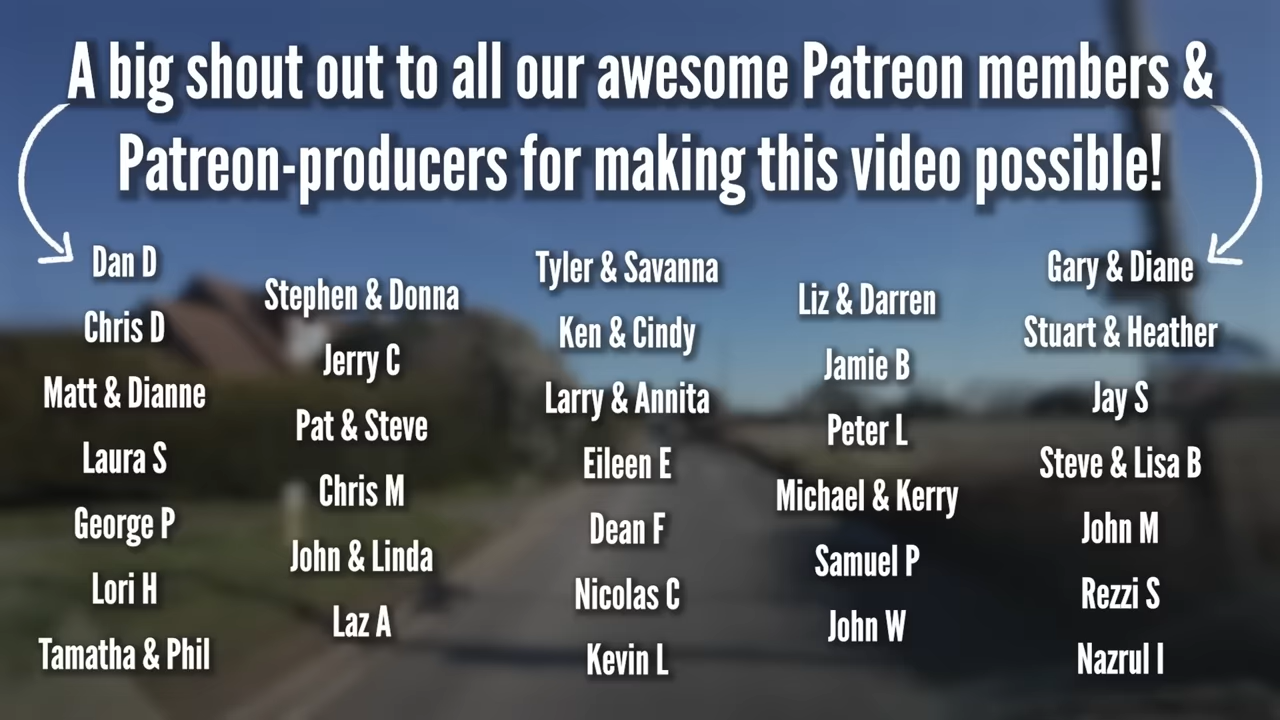 A big shout out to all our awesome Patreon members &
Patreon-producers for making this video possible!
Dan D
Chris D
Matt & Dianne
Laura S
George P
Lori H
Tamatha & Phil
Stephen & Donna
Jerry C
Pat & Steve
Chris M
John & Linda
Laz A
Tyler & Savanna
Ken & Cindy
Larry & Annita
Eileen E
Dean F
Nicolas C
Kevin L
Liz & Darren
Jamie B
Peter L
Michael & Kerry
Samuel P
John W
Gary & Diane
Stuart & Heather
Jay S
Steve & Lisa B
John M
Rezzi S
Nazrul I